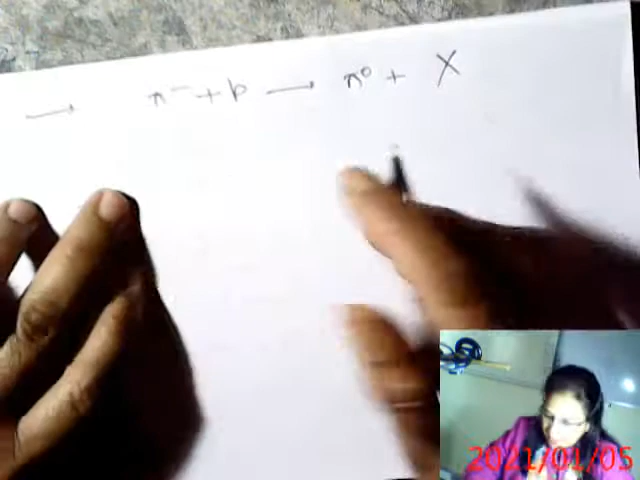 → π⁻ + p → π⁰ + X
2021/01/05